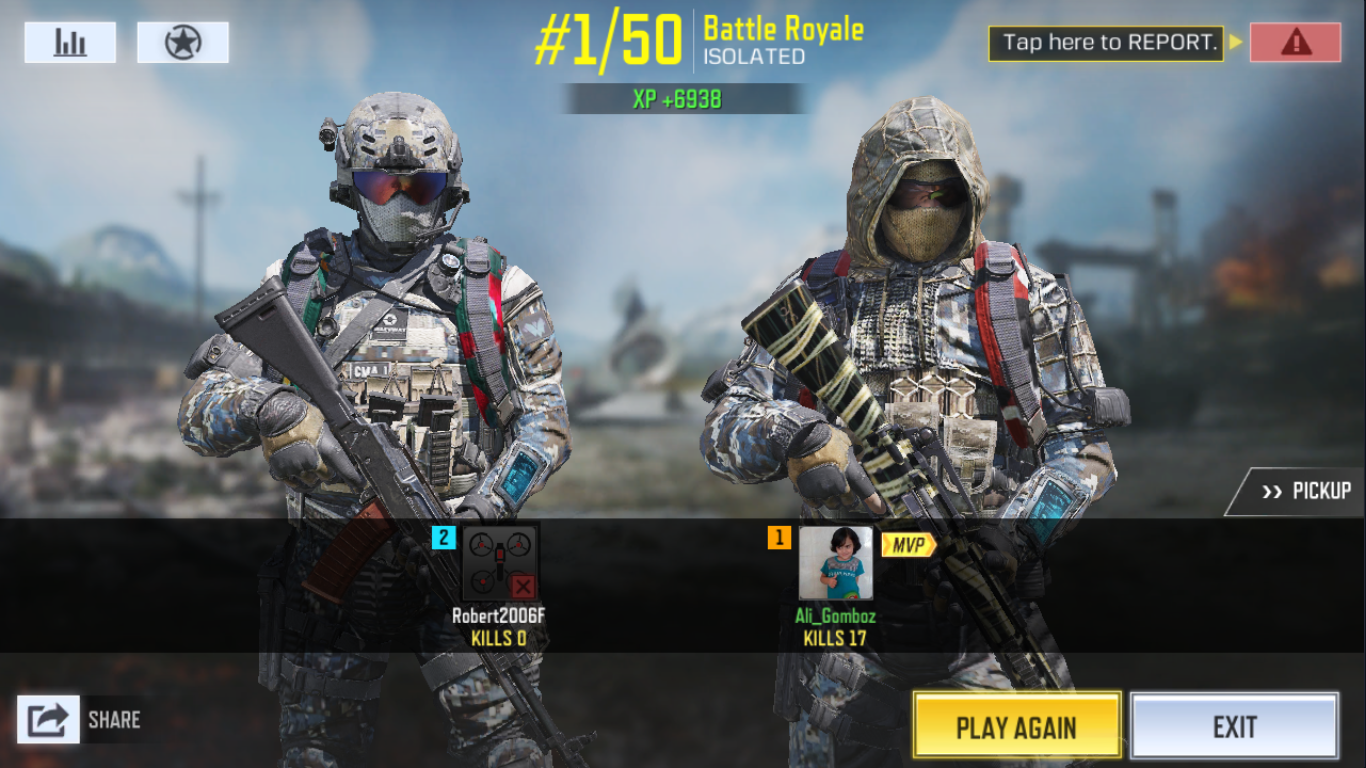 #1/50
Battle Royale
ISOLATED
Tap here to REPORT.
XP +6938
PICKUP
2
1
MVP
Robert2006F
KILLS 0
Ali_Gomboz
KILLS 17
SHARE
PLAY AGAIN
EXIT